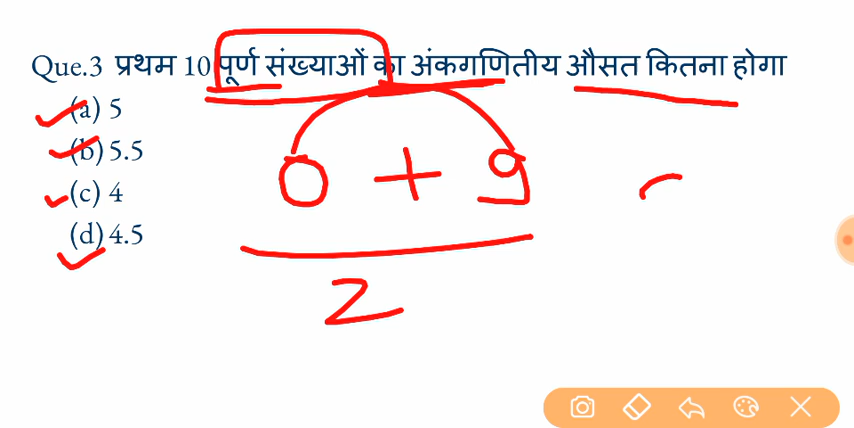 Que.3 प्रथम 10 पूर्ण संख्याओं का अंकगणितीय औसत कितना होगा
(a) 5
(b) 5.5
(c) 4
(d) 4.5
0 + 9
2